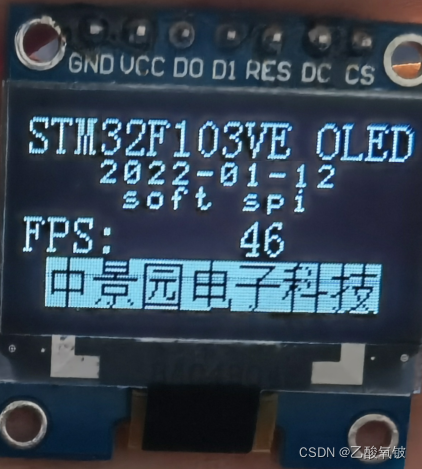 GND VCC D0 D1 RES DC CS
STM32F103VE OLED
2022-01-12
soft spi
FPS: 46
中景园电子科技
CSDN @乙酸氧铍